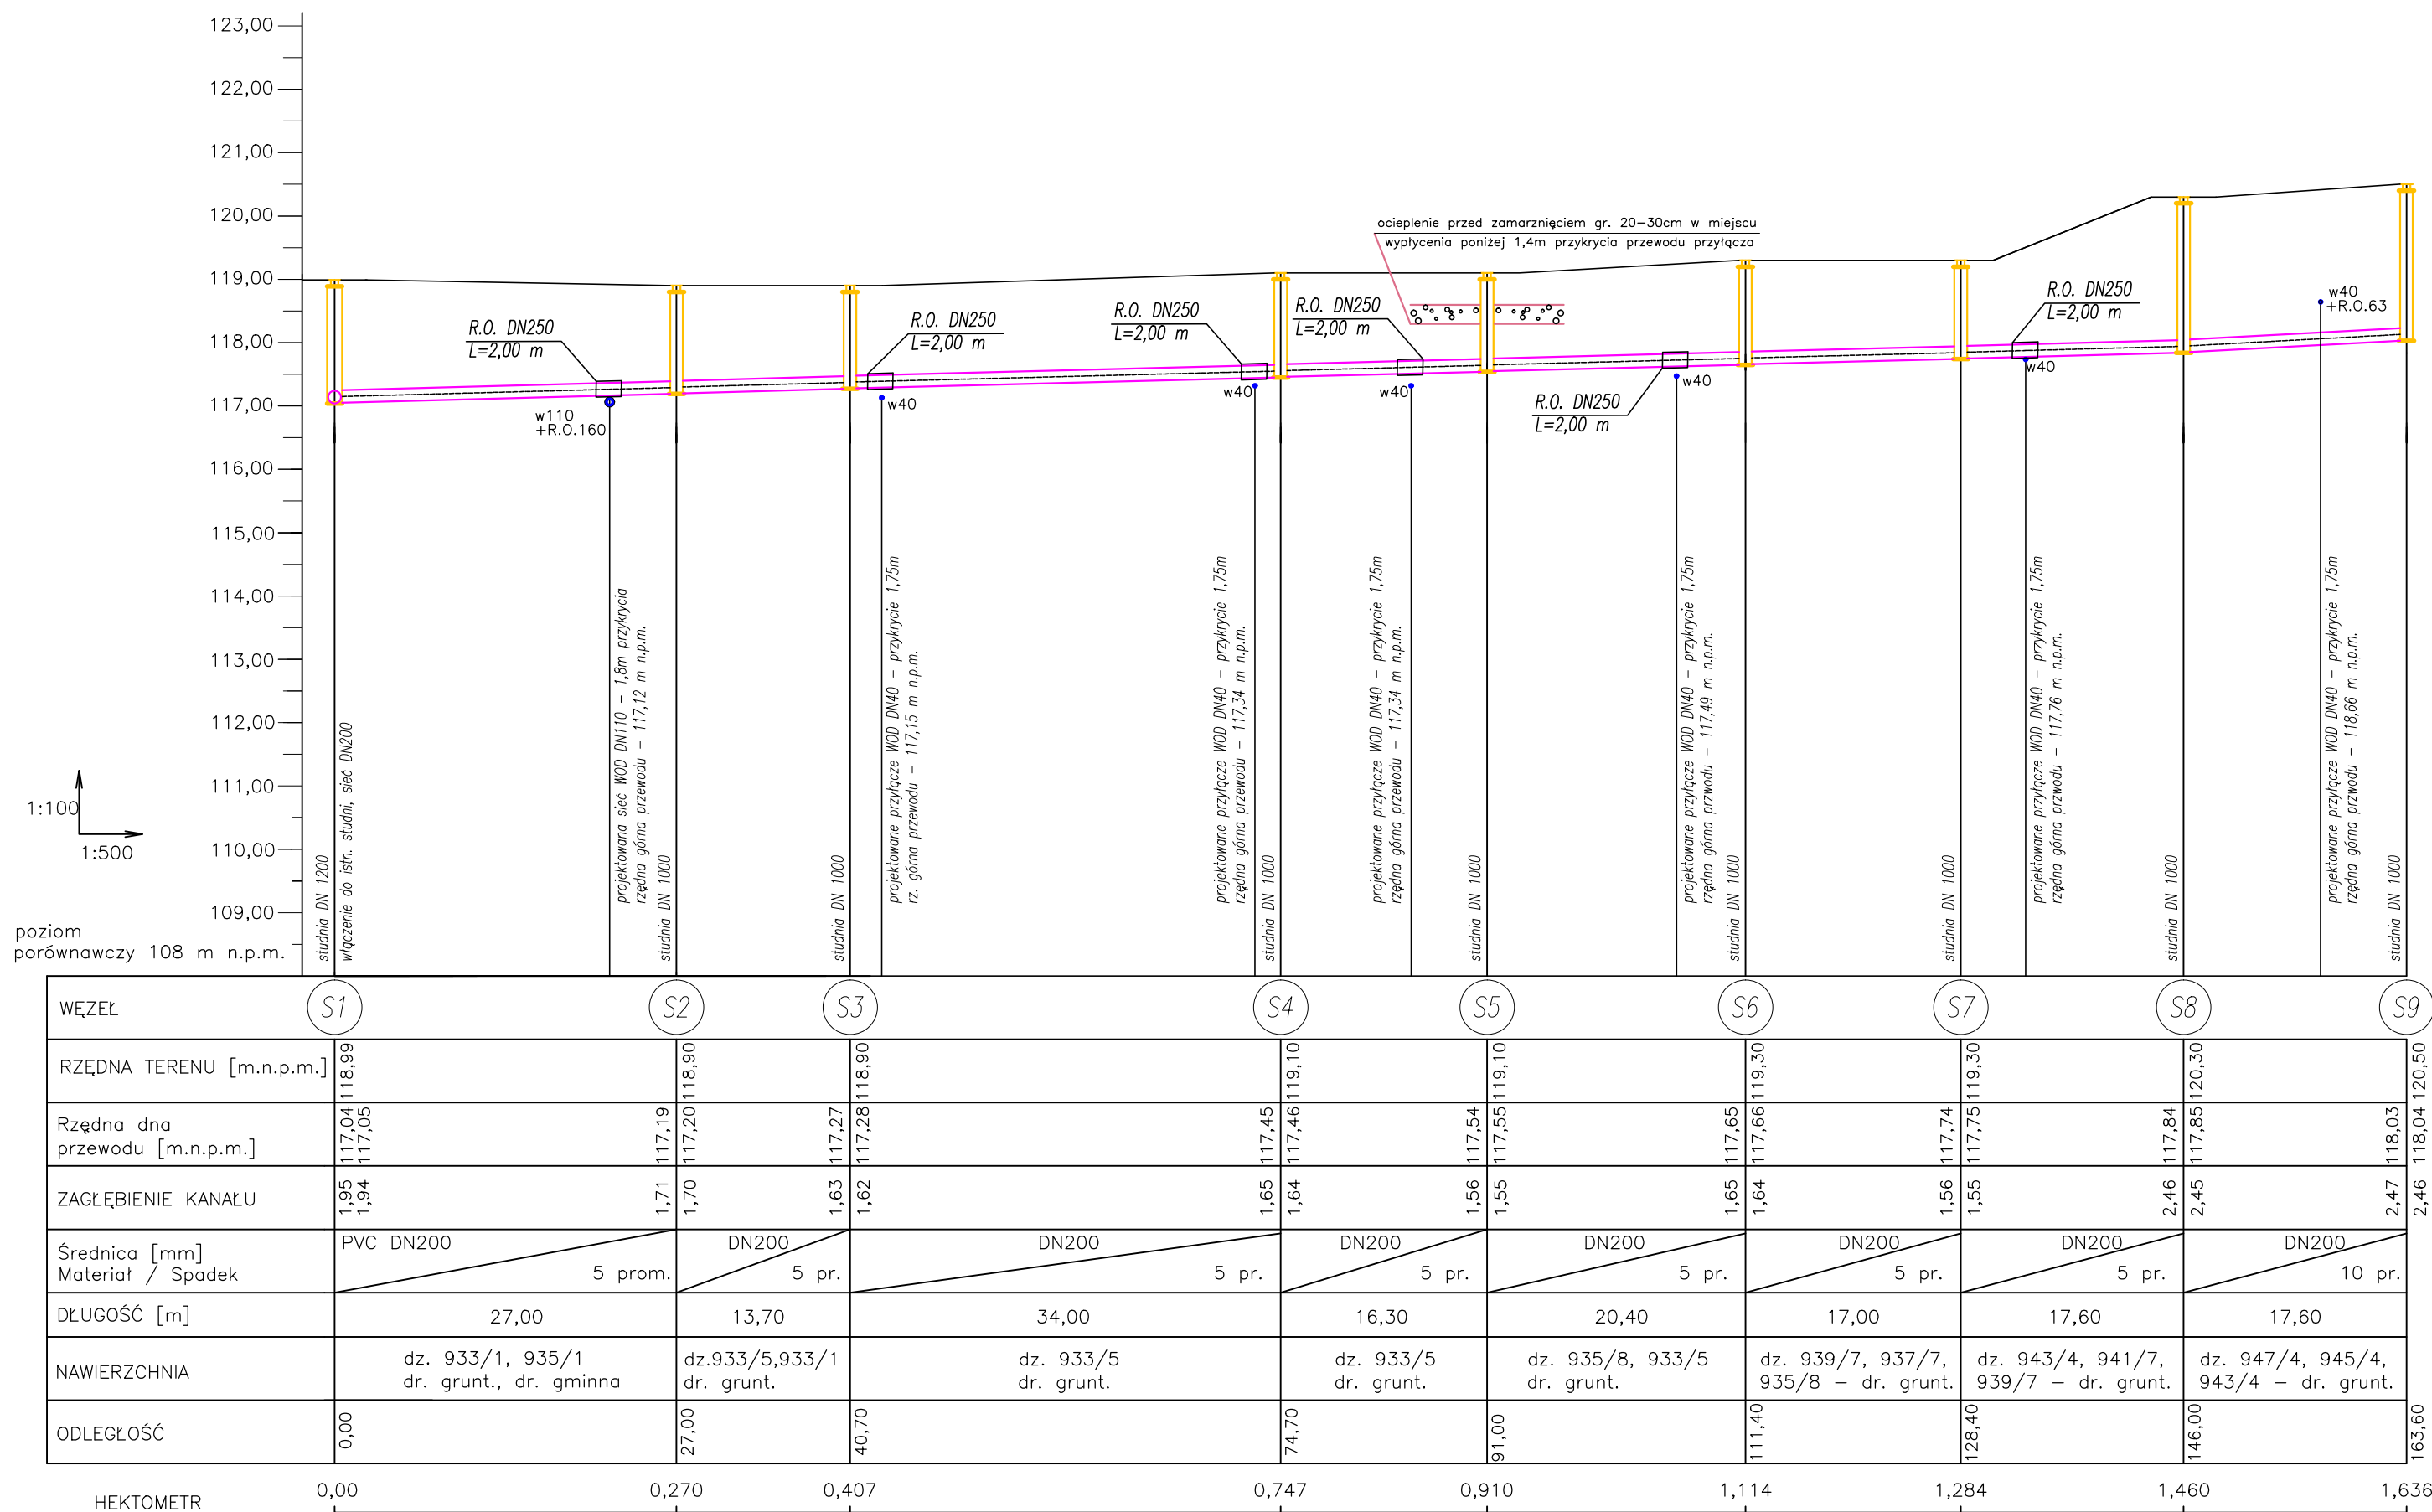 123,00
122,00
121,00
120,00
119,00
118,00
117,00
116,00
115,00
114,00
113,00
112,00
111,00
110,00
109,00
poziom
porównawczy 108 m n.p.m.
1:100
1:500
ocieplenie przed zamarznięciem gr. 20-30cm w miejscu
wypłycenia poniżej 1,4m przykrycia przewodu przyłącza
R.O. DN250
L=2,00 m
R.O. DN250
L=2,00 m
R.O. DN250
L=2,00 m
R.O. DN250
L=2,00 m
R.O. DN250
L=2,00 m
R.O. DN250
L=2,00 m
w110
+R.O.160
w40
w40
w40
w40
w40
w40
+R.O.63
studnia DN 1200
włączenie do istn. studni, sieć DN200
projektowana sieć WOD DN110 - 1,8m przykrycia
rzędna górna przewodu - 117,12 m n.p.m.
studnia DN 1000
studnia DN 1000
projektowane przyłącze WOD DN40 - przykrycie 1,75m
rz. górna przewodu - 117,15 m n.p.m.
projektowane przyłącze WOD DN40 - przykrycie 1,75m
rzędna górna przewodu - 117,34 m n.p.m.
studnia DN 1000
projektowane przyłącze WOD DN40 - przykrycie 1,75m
rzędna górna przewodu - 117,34 m n.p.m.
studnia DN 1000
projektowane przyłącze WOD DN40 - przykrycie 1,75m
rzędna górna przwodu - 117,49 m n.p.m.
studnia DN 1000
studnia DN 1000
projektowane przyłącze WOD DN40 - przykrycie 1,75m
rzędna górna przwodu - 117,76 m n.p.m.
studnia DN 1000
projektowane przyłącze WOD DN40 - przykrycie 1,75m
rzędna górna przwodu - 118,66 m n.p.m.
studnia DN 1000
WĘZEŁ S1 S2 S3 S4 S5 S6 S7 S8 S9
RZĘDNA TERENU [m.n.p.m.] 118,99 118,90 118,90 119,10 119,10 119,30 119,30 120,30 120,50
Rzędna dna
przewodu [m.n.p.m.]
117,04 117,05 117,19 117,20 117,27 117,28 117,45 117,46 117,54 117,55 117,65 117,66 117,74 117,75 117,84 117,85 118,03 118,04
ZAGŁĘBIENIE KANAŁU 1,95 1,94 1,71 1,70 1,63 1,62 1,65 1,64 1,56 1,55 1,65 1,64 1,56 1,55 2,46 2,45 2,47 2,46
Średnica [mm]
Materiał / Spadek
PVC DN200 DN200 DN200 DN200 DN200 DN200 DN200 DN200
5 prom. 5 pr. 5 pr. 5 pr. 5 pr. 5 pr. 5 pr. 10 pr.
DŁUGOŚĆ [m] 27,00 13,70 34,00 16,30 20,40 17,00 17,60 17,60
NAWIERZCHNIA
dz. 933/1, 935/1
dr. grunt., dr. gminna
dz.933/5,933/1
dr. grunt.
dz. 933/5
dr. grunt.
dz. 933/5
dr. grunt.
dz. 935/8, 933/5
dr. grunt.
dz. 939/7, 937/7,
935/8 - dr. grunt.
dz. 943/4, 941/7,
939/7 - dr. grunt.
dz. 947/4, 945/4,
943/4 - dr. grunt.
ODLEGŁOŚĆ 0,00 27,00 40,70 74,70 91,00 111,40 128,40 146,00 163,60
HEKTOMETR 0,00 0,270 0,407 0,747 0,910 1,114 1,284 1,460 1,636